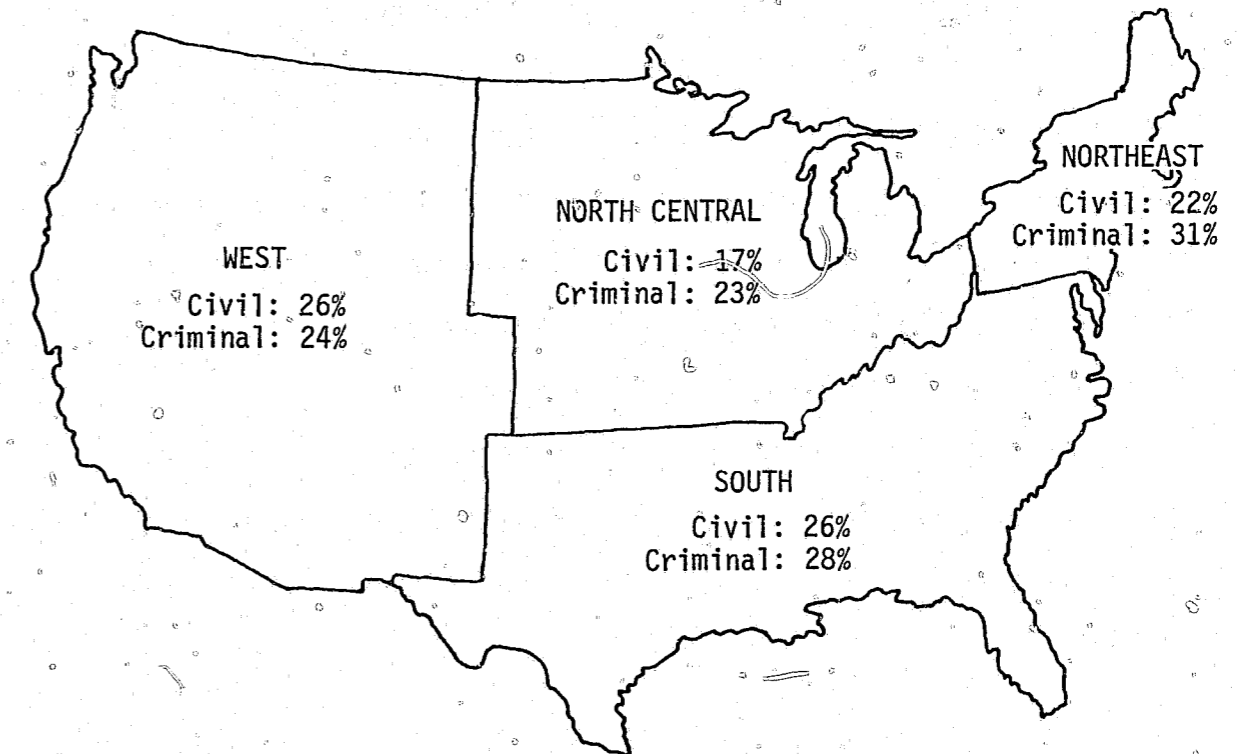 NORTHEAST
Civil: 22%
Criminal: 31%
NORTH CENTRAL
Civil: 17%
Criminal: 23%
WEST
Civil: 26%
Criminal: 24%
SOUTH
Civil: 26%
Criminal: 28%